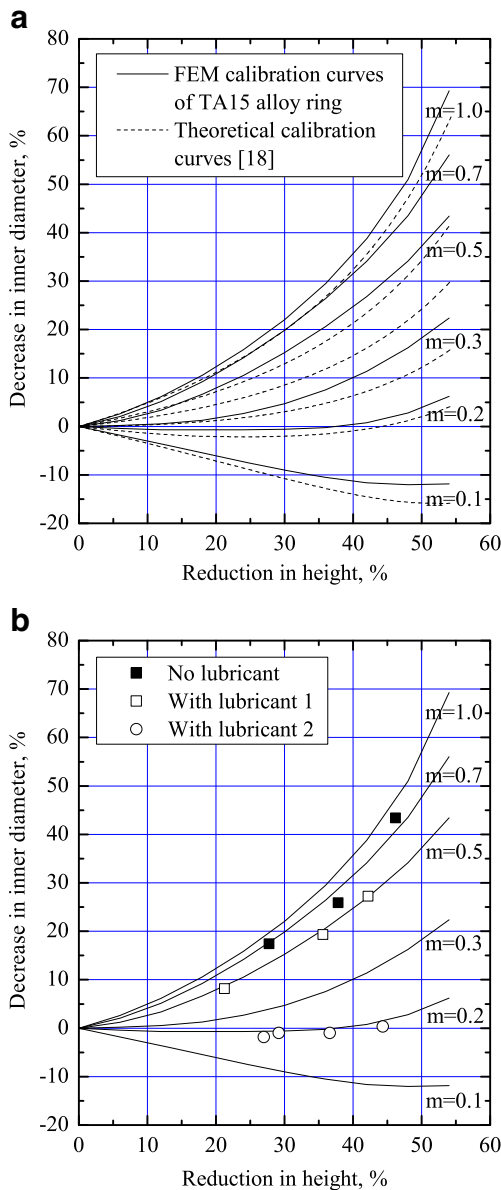 a
80
70
60
50
40
30
20
10
0
-10
-20
Decrease in inner diameter, %
FEM calibration curves
of TA15 alloy ring
Theoretical calibration
curves [18]
m=1.0
m=0.7
m=0.5
m=0.3
m=0.2
m=0.1
0 10 20 30 40 50 60
Reduction in height, %
b
80
70
60
50
40
30
20
10
0
-10
-20
Decrease in inner diameter, %
No lubricant
With lubricant 1
With lubricant 2
m=1.0
m=0.7
m=0.5
m=0.3
m=0.2
m=0.1
0 10 20 30 40 50 60
Reduction in height, %